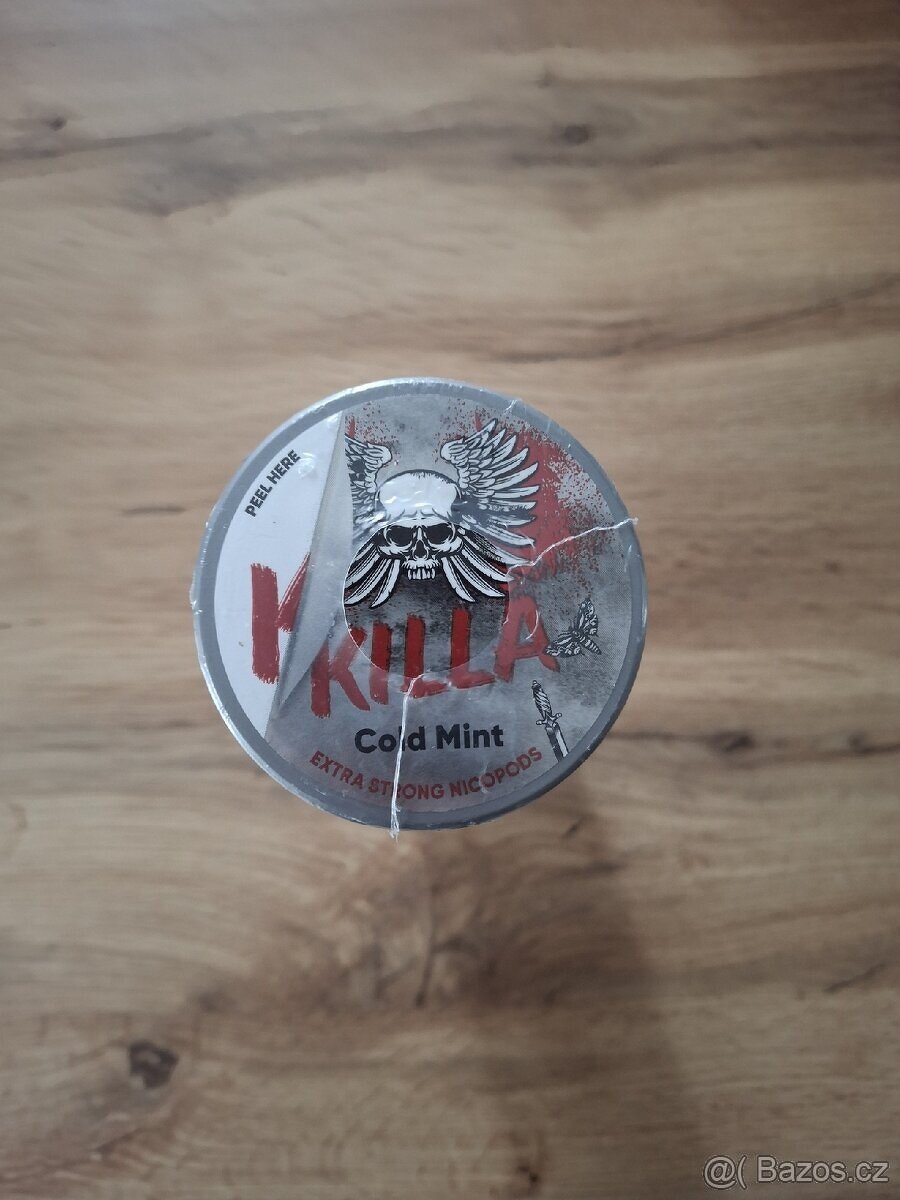 PEEL HERE
K
KILLA
Cold Mint
EXTRA STRONG NICOPODS
@( Bazos.cz